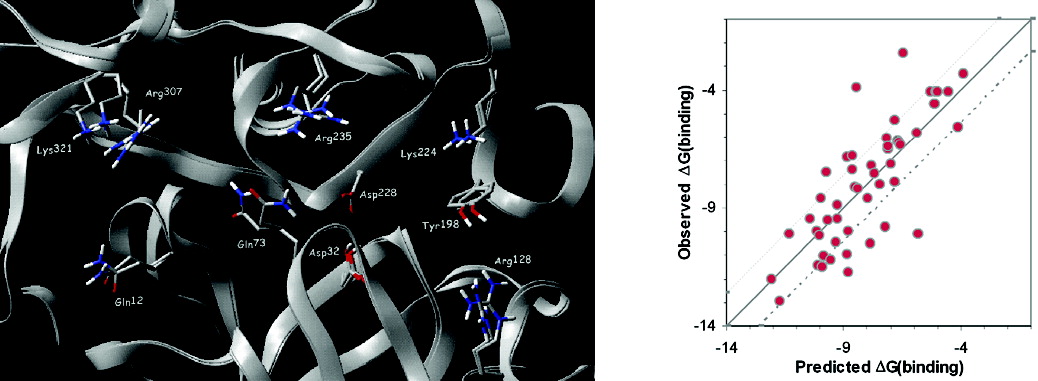 Arg307
Lys321
Arg235
Lys224
Asp228
Gln73
Tyr198
Asp32
Arg128
Gln12
Observed ΔG(binding)
-4
-9
-14
-14
-9
-4
Predicted ΔG(binding)